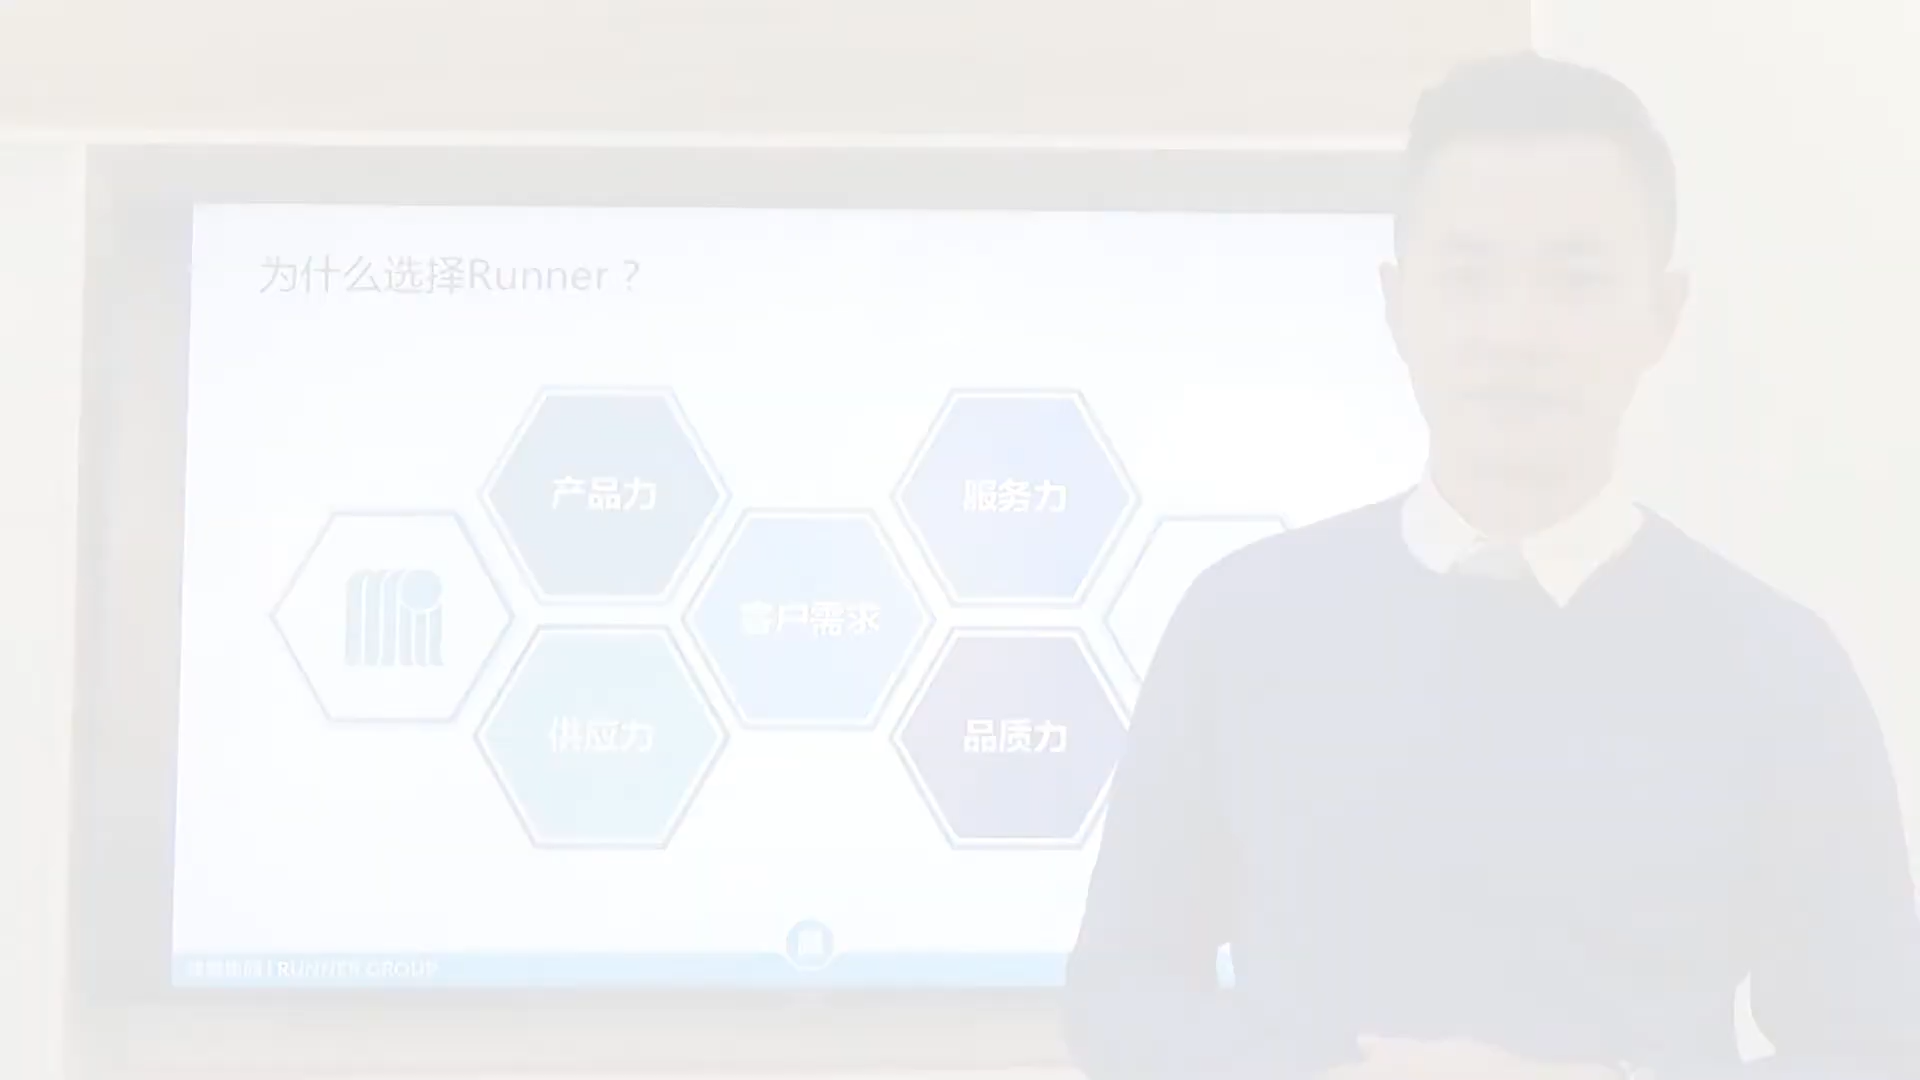 为什么选择Runner？
产品力
服务力
客户需求
供应力
品质力
RUNNER GROUP